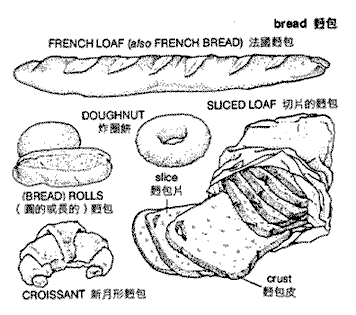 bread 麵包
FRENCH LOAF (also FRENCH BREAD) 法國麵包
DOUGHNUT
炸圈餅
SLICED LOAF 切片的麵包
slice
麵包片
(BREAD) ROLLS
(圓的或長的) 麵包
crust
麵包皮
CROISSANT 新月形麵包